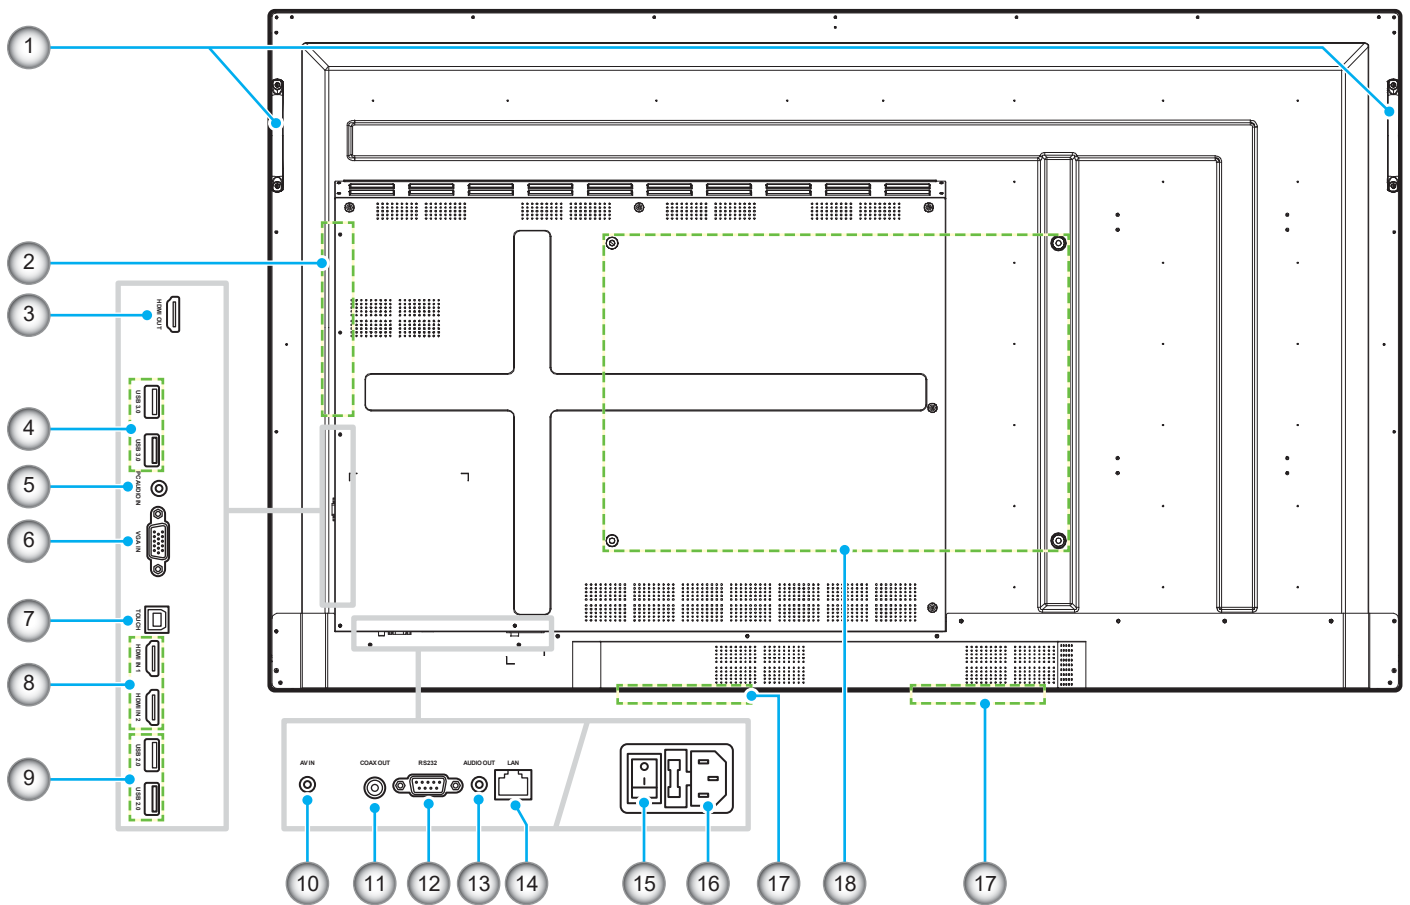 1
2
3
HDMI OUT
USB 3.0
4
USB 3.0
5
PC AUDIO IN
6
VGA IN
7
TOUCH
HDMI IN 1
8
HDMI IN 2
USB 2.0
9
USB 2.0
AV IN
COAX OUT
RS232
AUDIO OUT
LAN
10
11
12
13
14
15
16
17
18
17